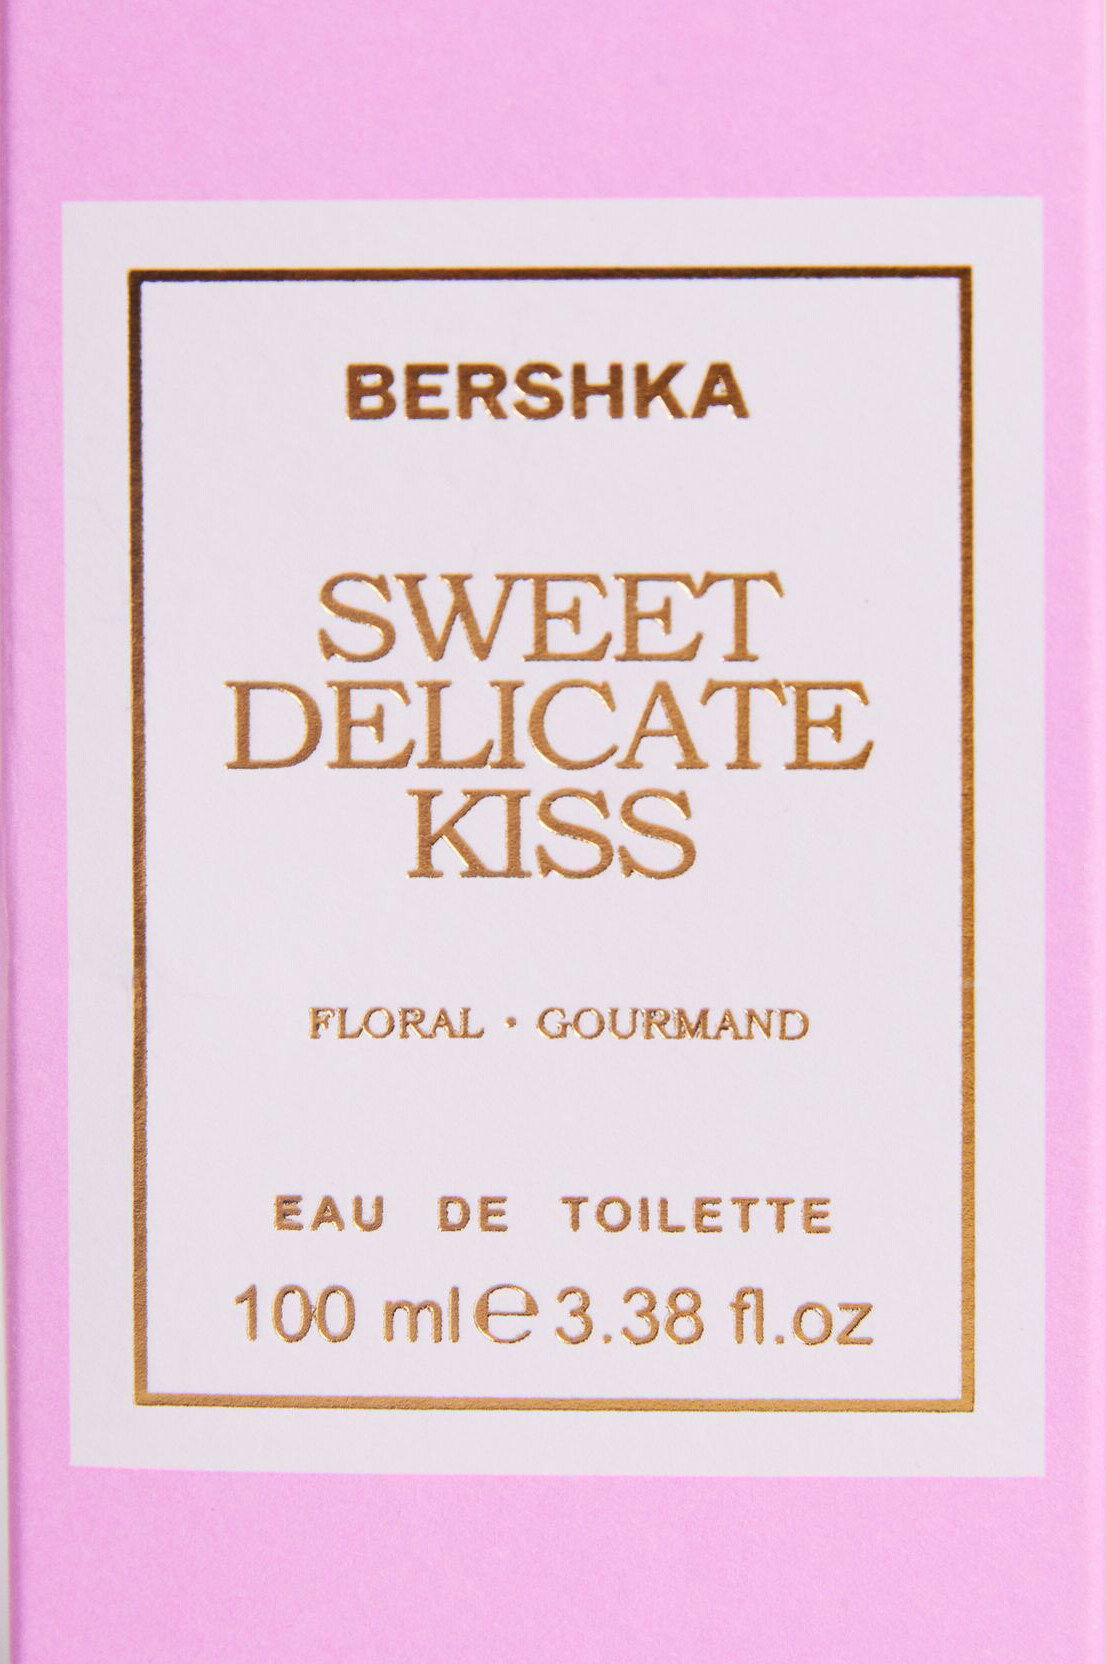 BERSHKA
SWEET
DELICATE
KISS
FLORAL · GOURMAND
EAU DE TOILETTE
100 ml ℮ 3.38 fl.oz